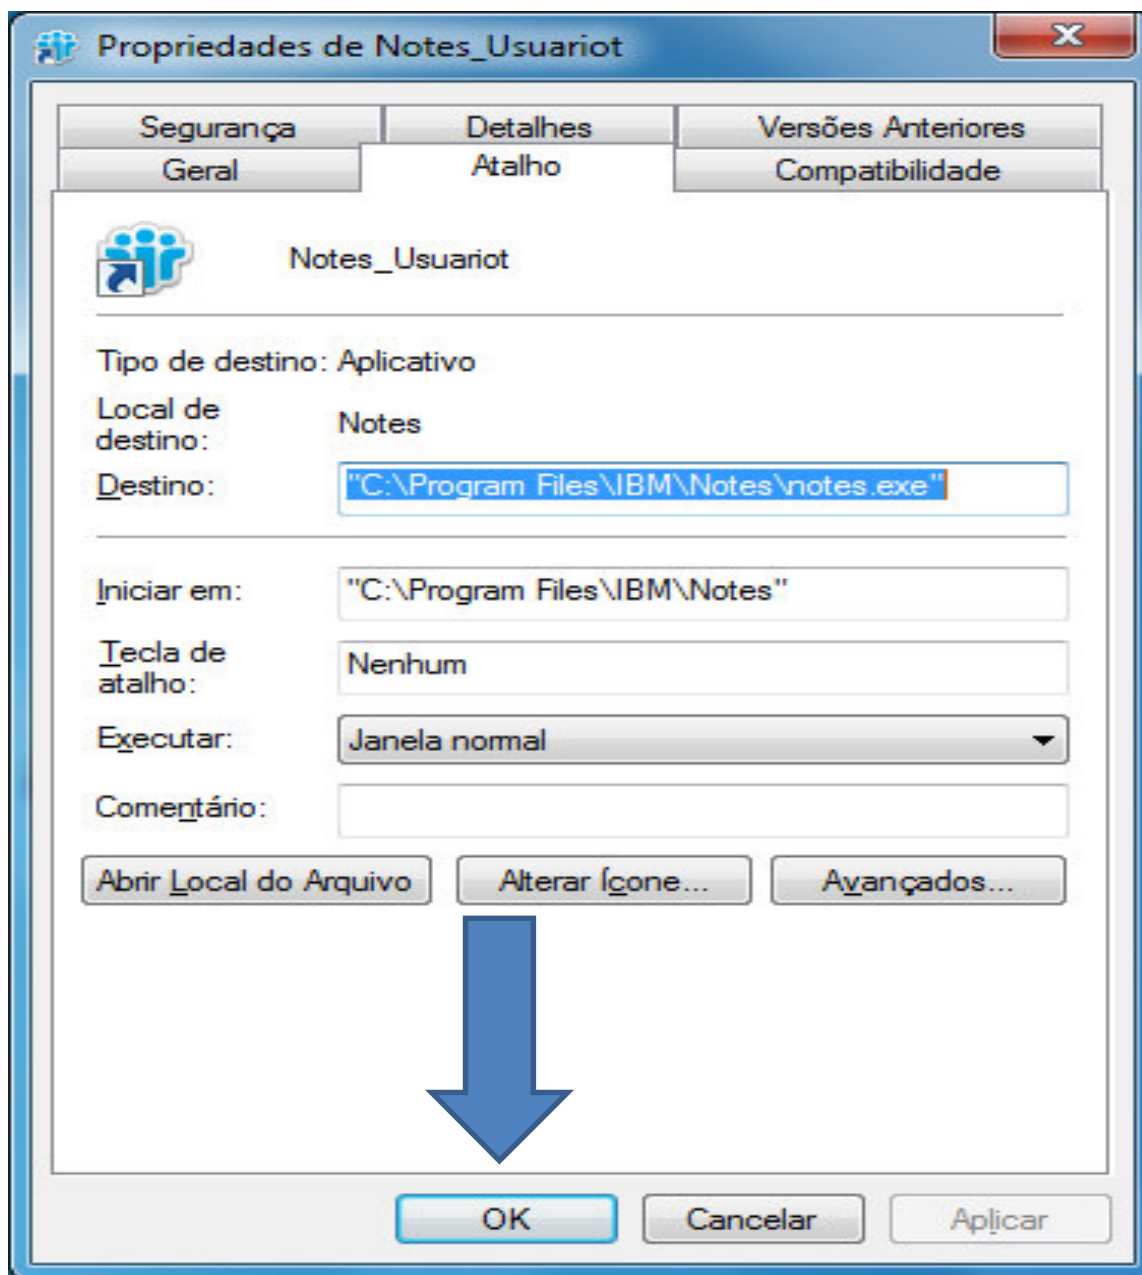 Propriedades de Notes_Usuariot
Segurança
Detalhes
Versões Anteriores
Geral
Atalho
Compatibilidade
Notes_Usuariot
Tipo de destino: Aplicativo
Local de
destino:
Notes
Destino:
"C:\Program Files\IBM\Notes\notes.exe"
Iniciar em:
"C:\Program Files\IBM\Notes"
Tecla de
atalho:
Nenhum
Executar:
Janela normal
Comentário:
Abrir Local do Arquivo
Alterar Ícone...
Avançados...
OK
Cancelar
Aplicar